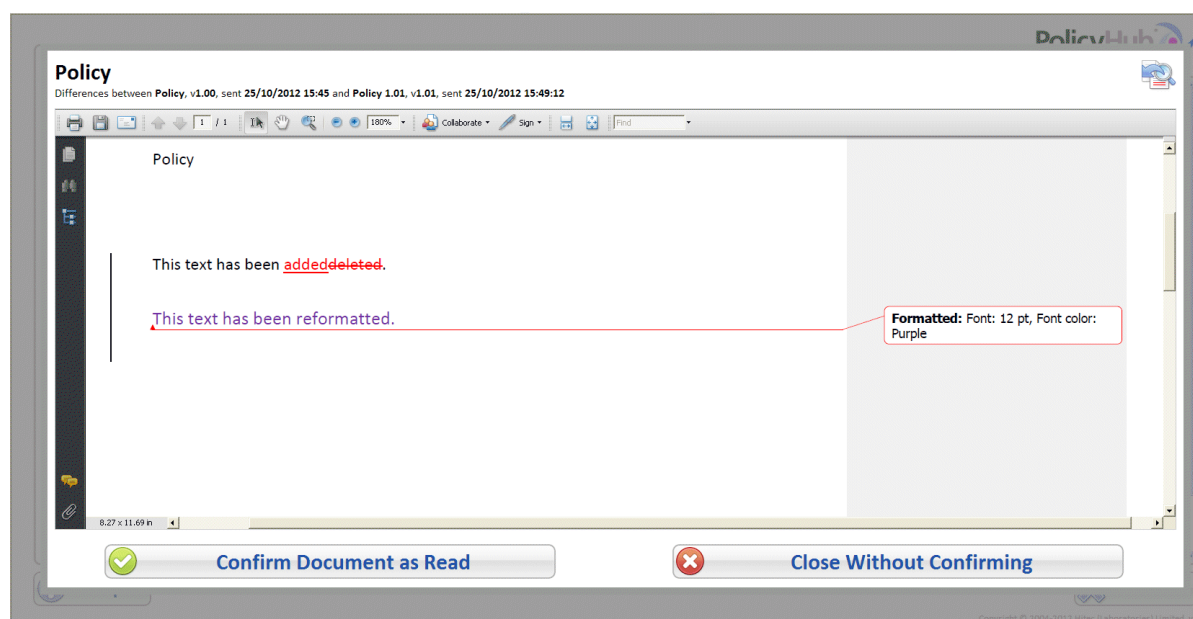 PolicyHub
Policy
Differences between Policy, v1.00, sent 25/10/2012 15:45 and Policy 1.01, v1.01, sent 25/10/2012 15:49:12
1 / 1 180% Collaborate Sign Find
Policy
This text has been addeddeleted.
This text has been reformatted.
Formatted: Font: 12 pt, Font color:
Purple
8.27 x 11.69 in
Confirm Document as Read
Close Without Confirming